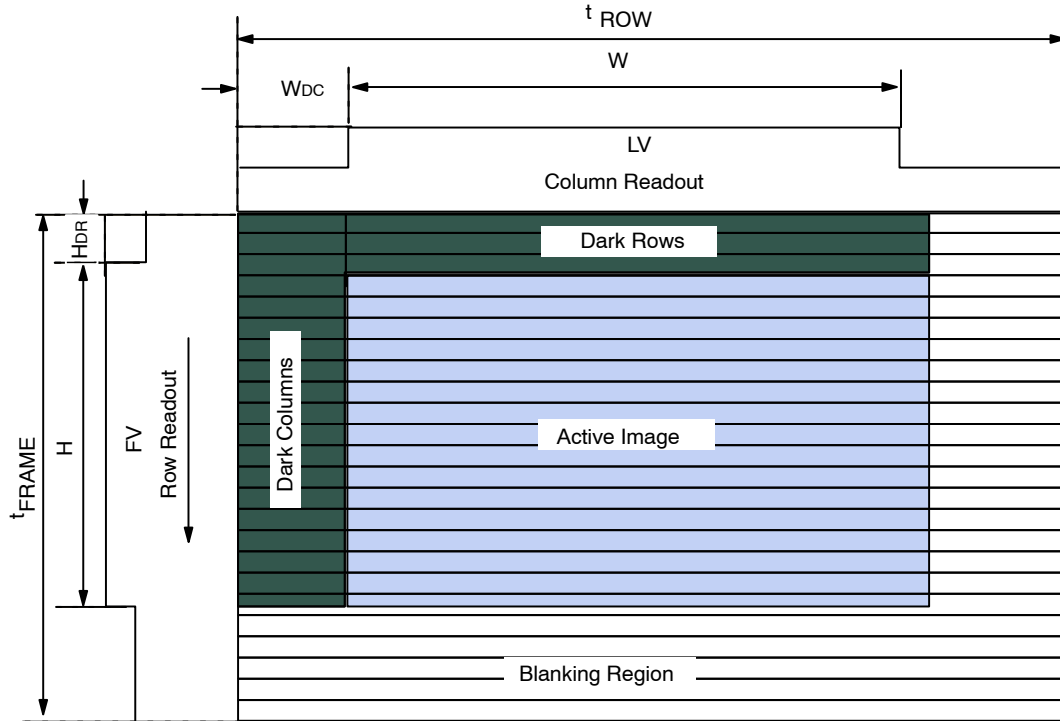 t ROW
W
WDC
LV
Column Readout
HDR
Dark Rows
Dark Columns
Active Image
Row Readout
FV
H
tFRAME
Blanking Region